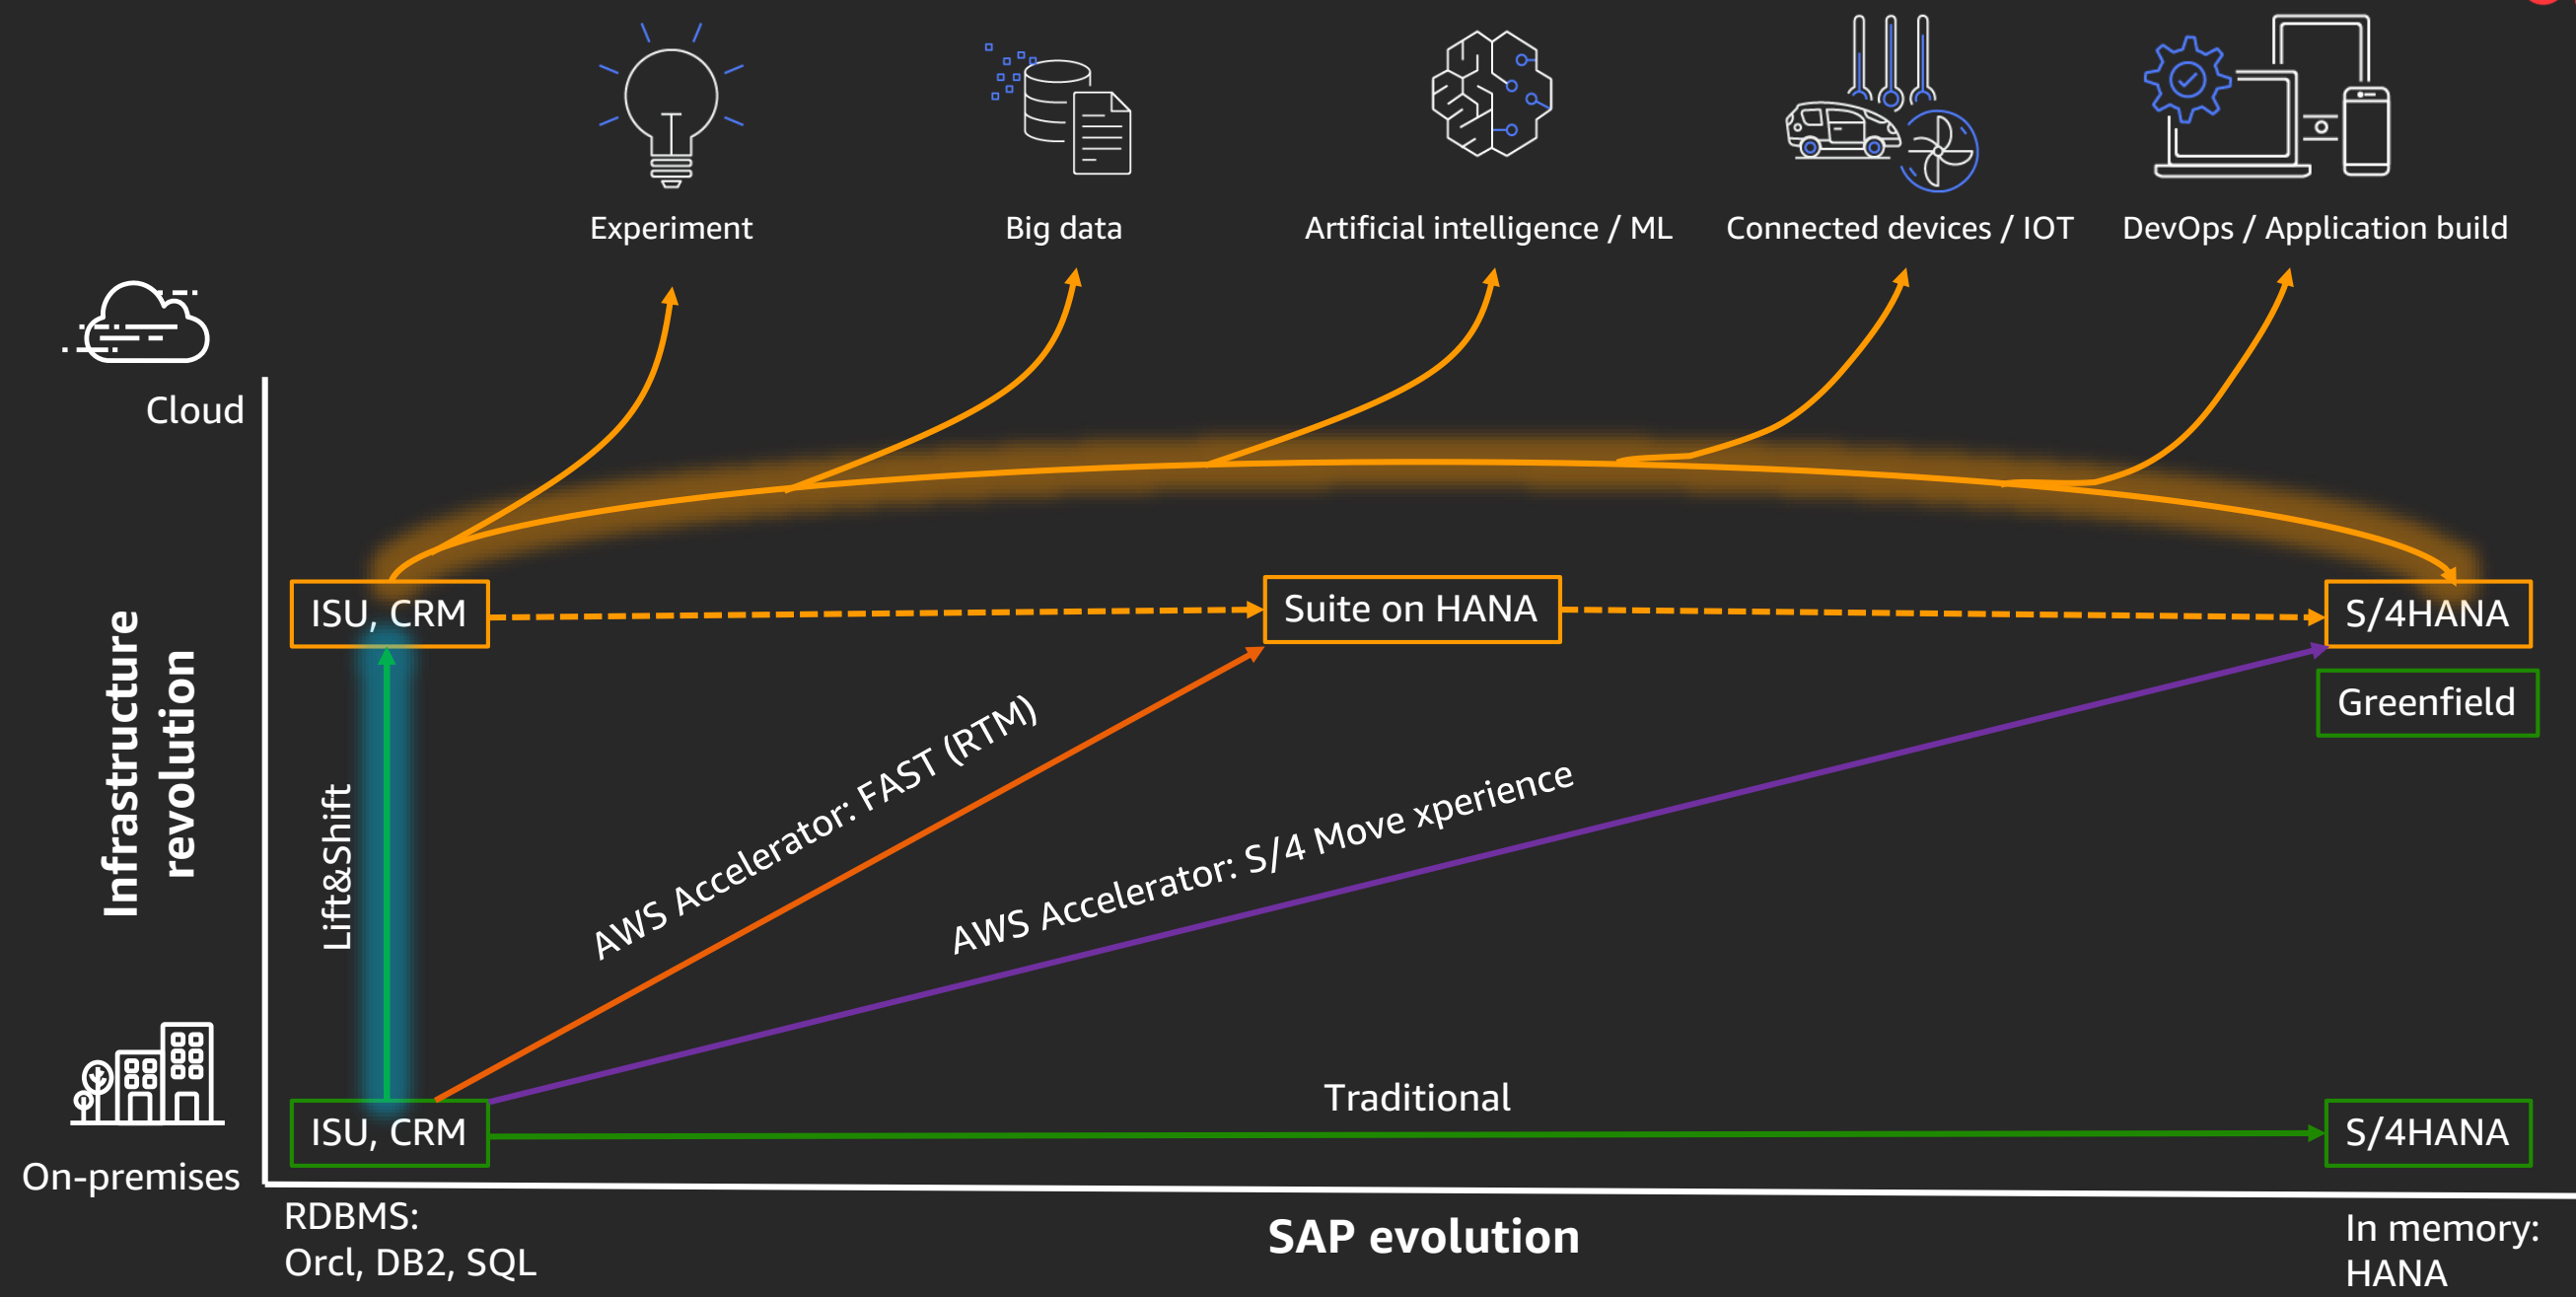 Experiment
Big data
Artificial intelligence / ML
Connected devices / IOT
DevOps / Application build
Cloud
ISU, CRM
Suite on HANA
S/4HANA
Greenfield
Infrastructure
revolution
Lift&Shift
AWS Accelerator: FAST (RTM)
AWS Accelerator: S/4 Move xperience
Traditional
ISU, CRM
S/4HANA
On-premises
RDBMS:
Orcl, DB2, SQL
SAP evolution
In memory:
HANA